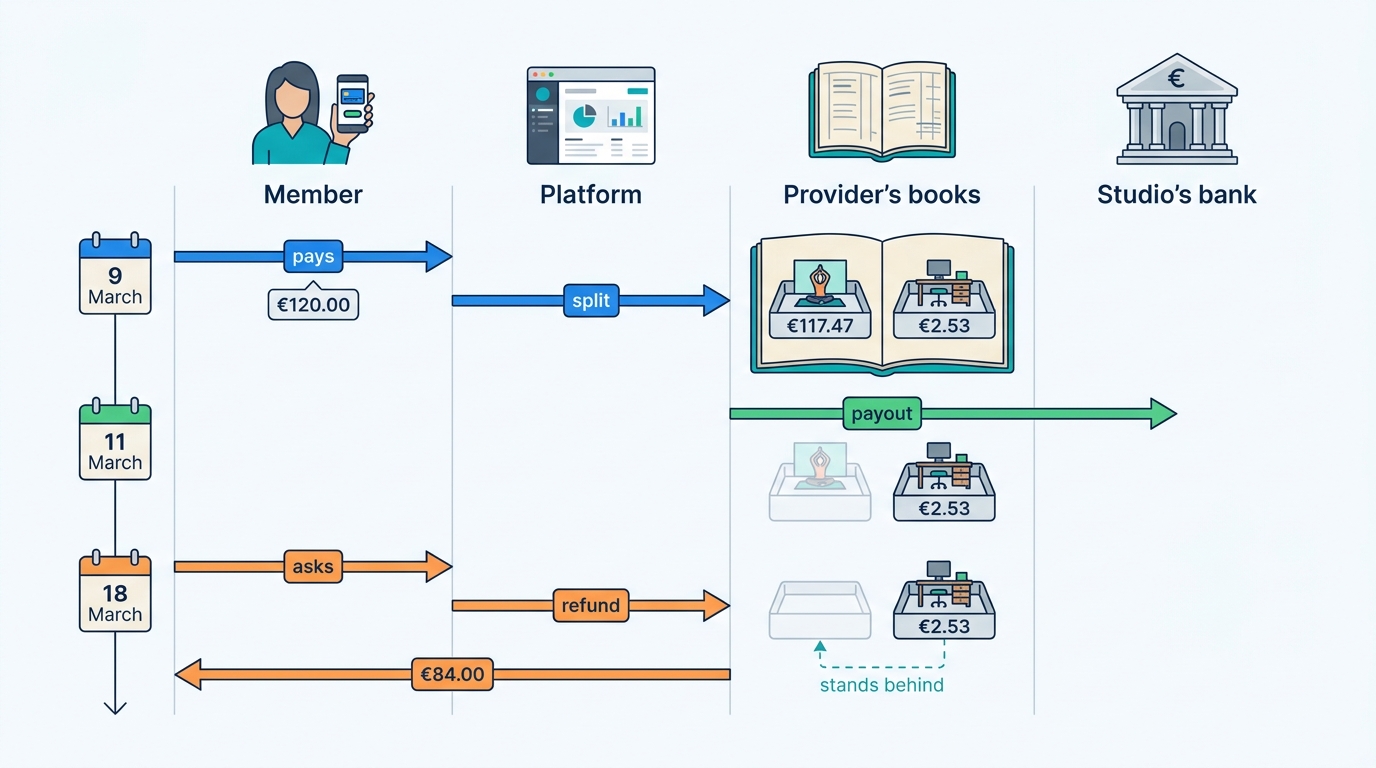 Member
Platform
Provider's books
Studio's bank
€
9
March
pays
€120.00
split
€117.47
€2.53
11
March
payout
€2.53
18
March
asks
refund
€2.53
€84.00
stands behind